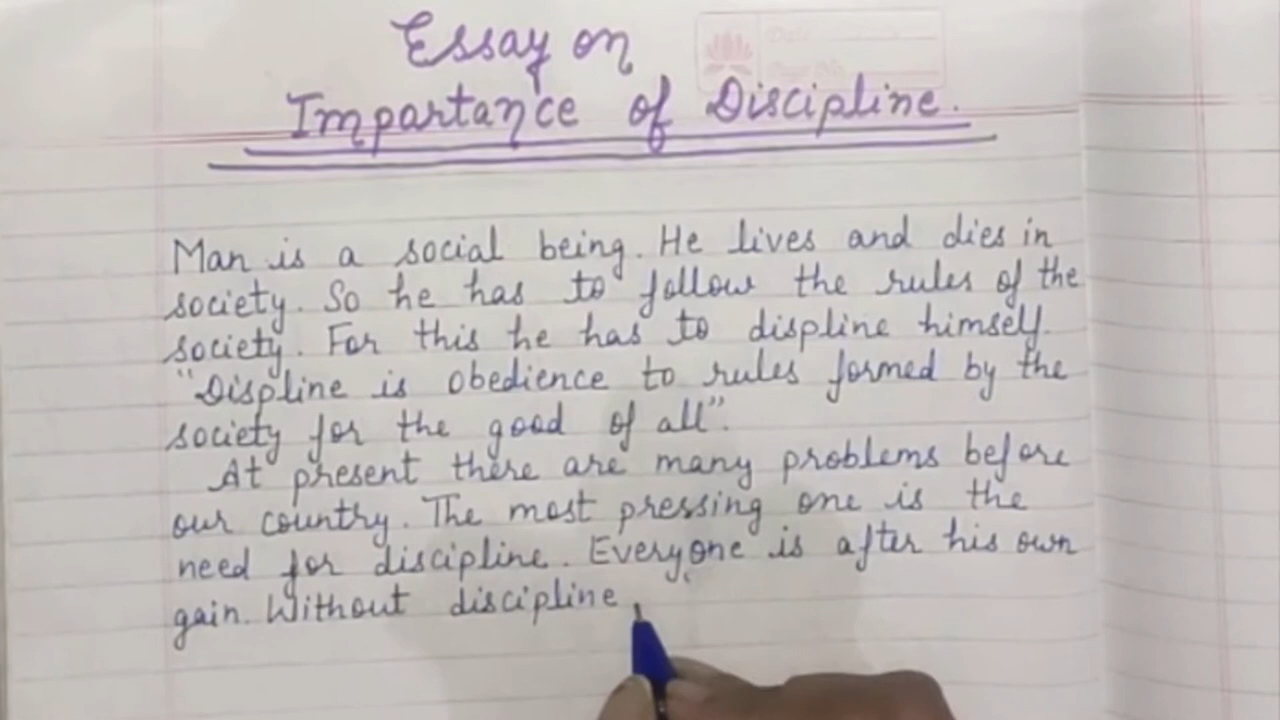 Essay on
Importance of Discipline.
Man is a social being. He lives and dies in
society. So he has to follow the rules of the
society. For this he has to displine himself.
"Displine is obedience to rules formed by the
society for the good of all".
At present there are many problems before
our country. The most pressing one is the
need for discipline. Everyone is after his own
gain. Without discipline